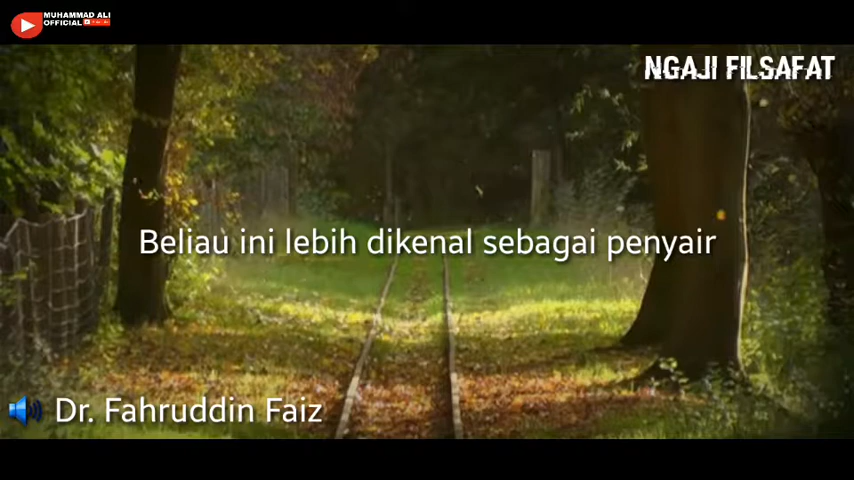 MUHAMMAD ALI
OFFICIAL
NGAJI FILSAFAT
Beliau ini lebih dikenal sebagai penyair
Dr. Fahruddin Faiz